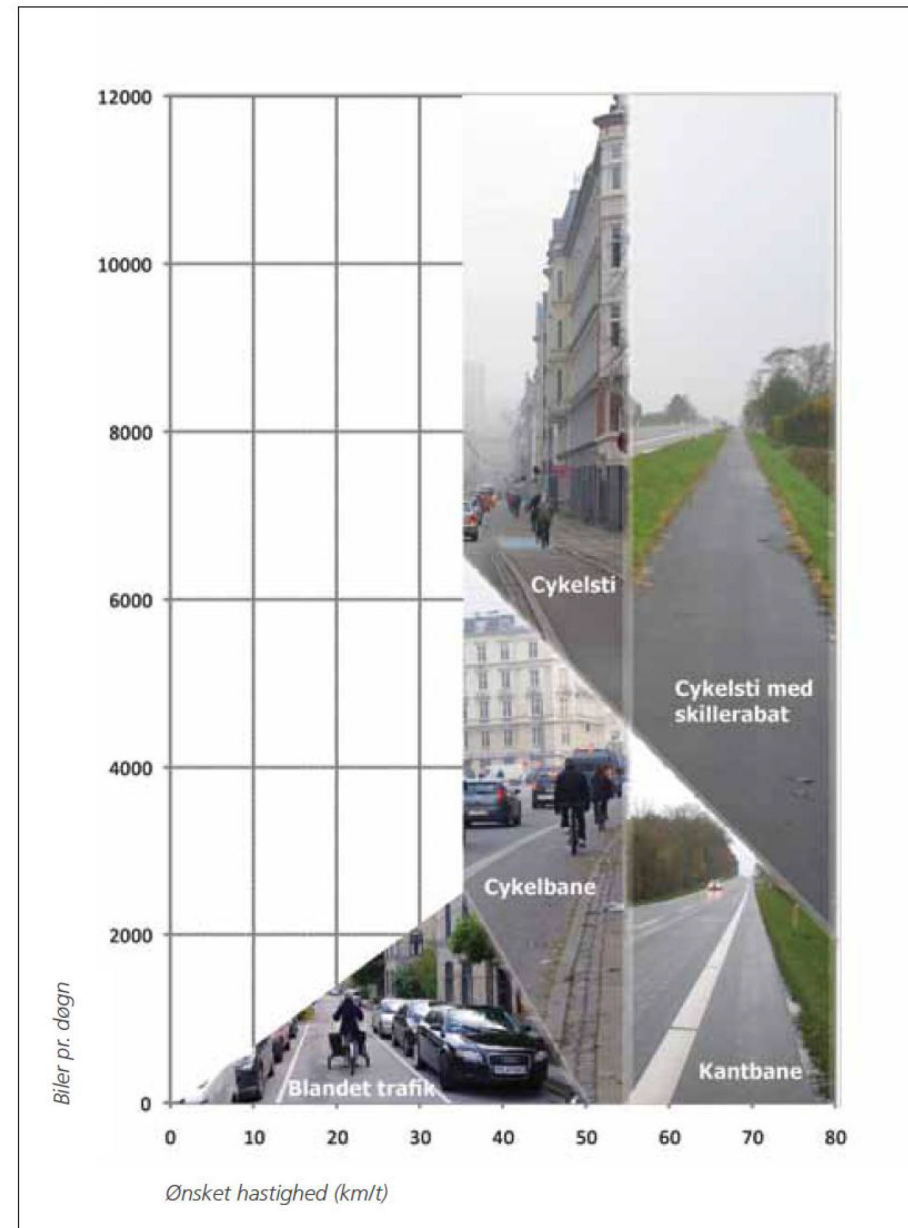 12000
10000
8000
6000
4000
2000
0
Cykelsti
Cykelsti med
skillerabat
Cykelbane
Kantbane
Blandet trafik
Biler pr. døgn
0 10 20 30 40 50 60 70 80
Ønsket hastighed (km/t)